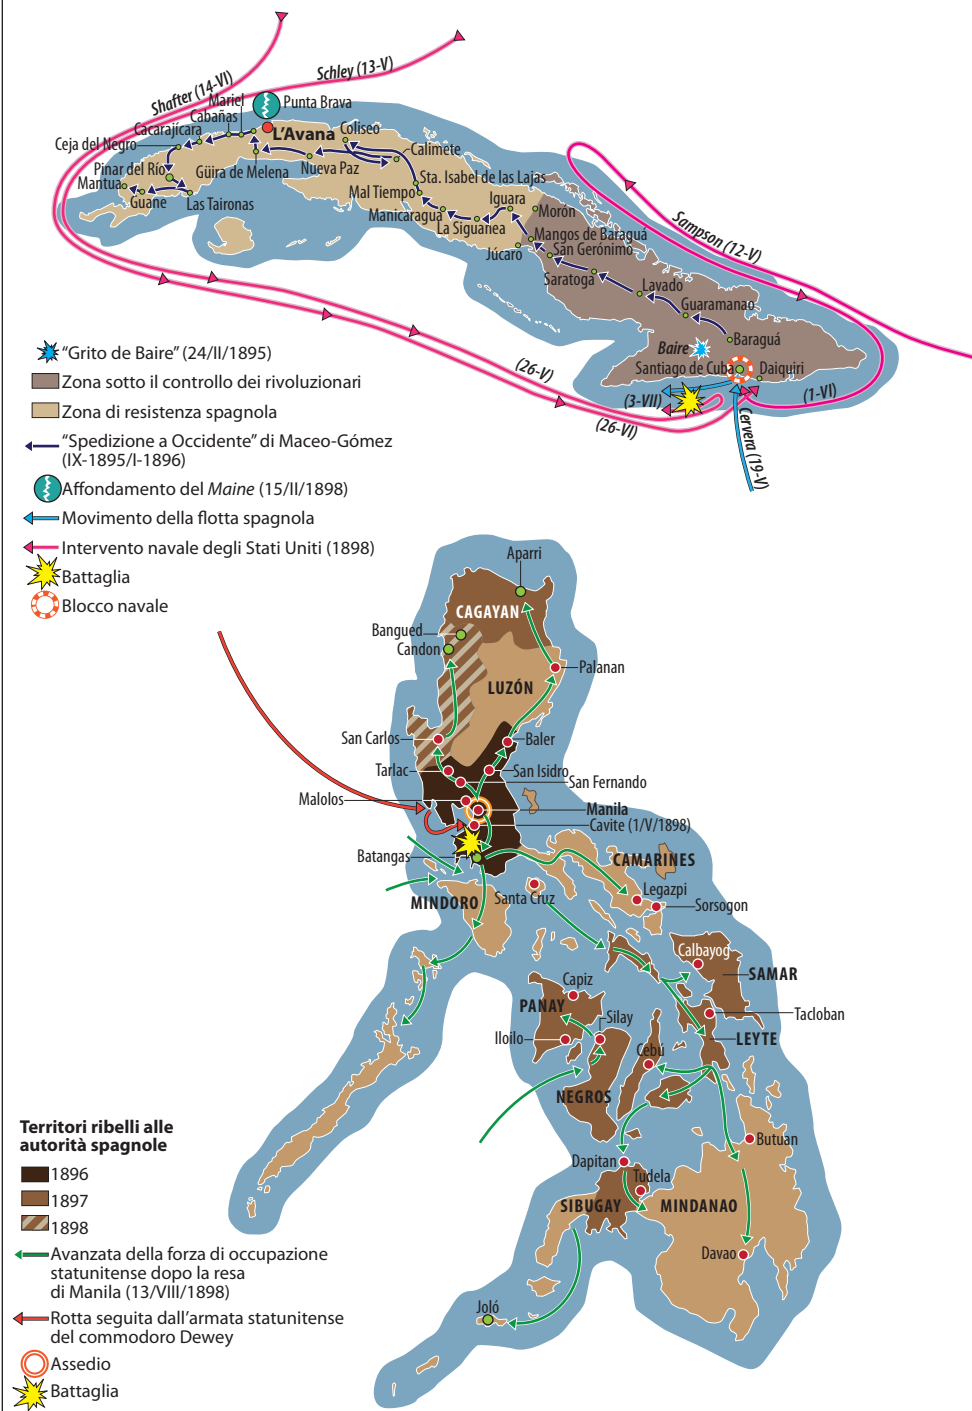 Shafter (14-VI)
Schley (13-V)
Mariel
Punta Brava
Cabañas
Cacarajícara
L'Avana
Coliseo
Ceja del Negro
Calimete
Pinar del Río
Güira de Melena
Nueva Paz
Sta. Isabel de las Lajas
Mantua
Guane
Las Taironas
Mal Tiempo
Iguara
Manicaragua
Morón
La Siguanea
Mangos de Baraguá
Júcaro
San Gerónimo
Sampson (12-V)
Saratoga
Lavado
Guaramanao
Baraguá
Baire
Santiago de Cuba
Daiquiri
(26-V)
(3-VII)
(1-VI)
(26-VI)
Cervera (19-V)
"Grito de Baire" (24/II/1895)
Zona sotto il controllo dei rivoluzionari
Zona di resistenza spagnola
"Spedizione a Occidente" di Maceo-Gómez
(IX-1895/I-1896)
Affondamento del Maine (15/II/1898)
Movimento della flotta spagnola
Intervento navale degli Stati Uniti (1898)
Battaglia
Blocco navale
Aparri
CAGAYAN
Bangued
Candon
Palanan
LUZÓN
San Carlos
Baler
Tarlac
San Isidro
San Fernando
Malolos
Manila
Cavite (1/V/1898)
Batangas
CAMARINES
MINDORO
Santa Cruz
Legazpi
Sorsogon
Calbayog
SAMAR
Capiz
PANAY
Silay
Tacloban
Iloilo
LEYTE
Cebú
NEGROS
Butuan
Dapitan
Tudela
SIBUGAY
MINDANAO
Davao
Joló
Territori ribelli alle
autorità spagnole
1896
1897
1898
Avanzata della forza di occupazione
statunitense dopo la resa
di Manila (13/VIII/1898)
Rotta seguita dall'armata statunitense
del commodoro Dewey
Assedio
Battaglia